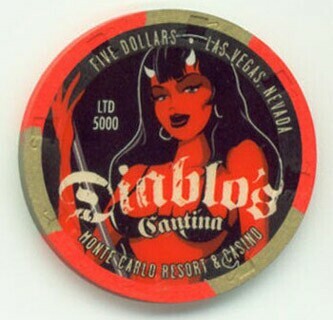 FIVE DOLLARS • LAS VEGAS, NEVADA
LTD
5000
Diablo's
Cantina
MONTE CARLO RESORT & CASINO